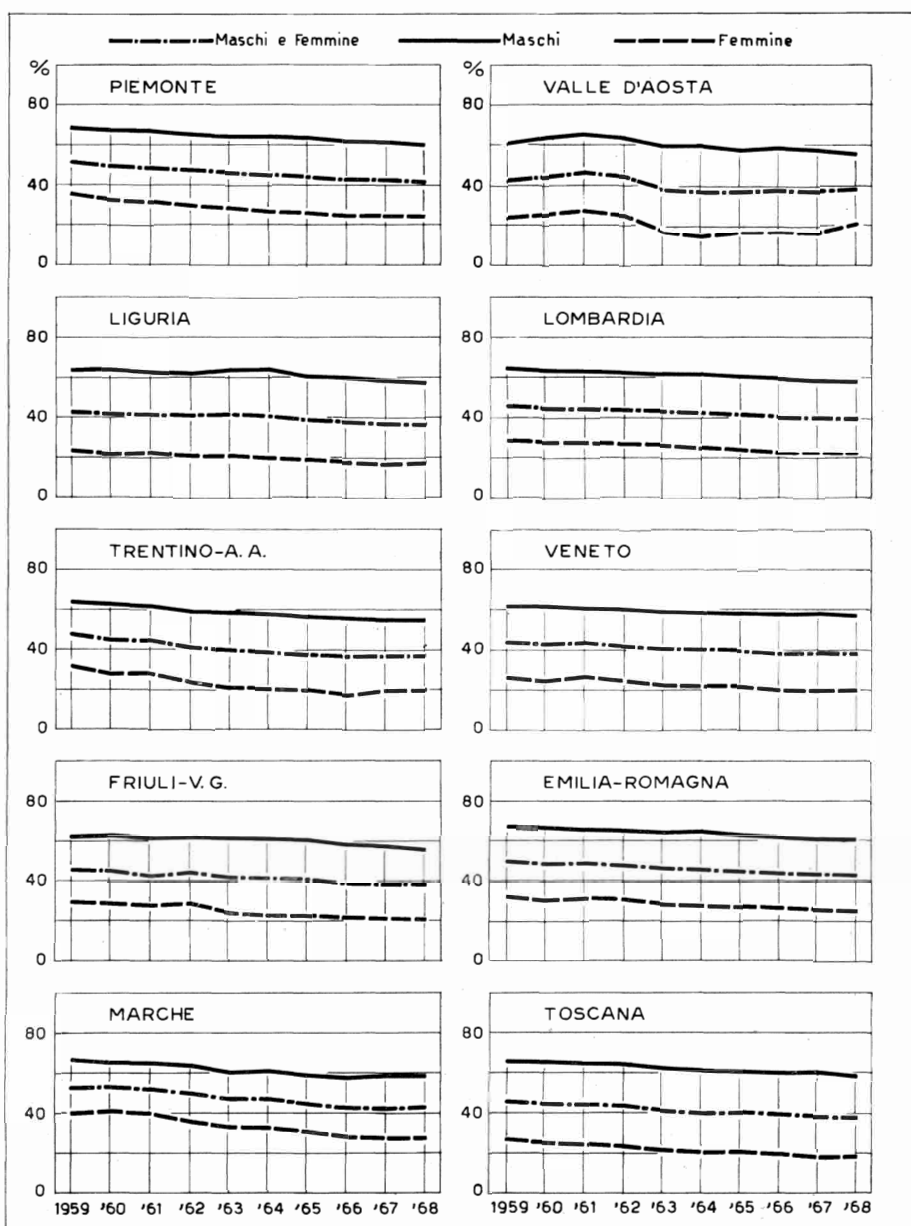 Maschi e Femmine Maschi Femmine
% %
PIEMONTE VALLE D'AOSTA
80 80
40 40
0 0
LIGURIA LOMBARDIA
80 80
40 40
0 0
TRENTINO-A.A. VENETO
80 80
40 40
0 0
FRIULI-V.G. EMILIA-ROMAGNA
80 80
40 40
0 0
MARCHE TOSCANA
80 80
40 40
0 0
1959 '60 '61 '62 '63 '64 '65 '66 '67 '68 1959 '60 '61 '62 '63 '64 '65 '66 '67 '68